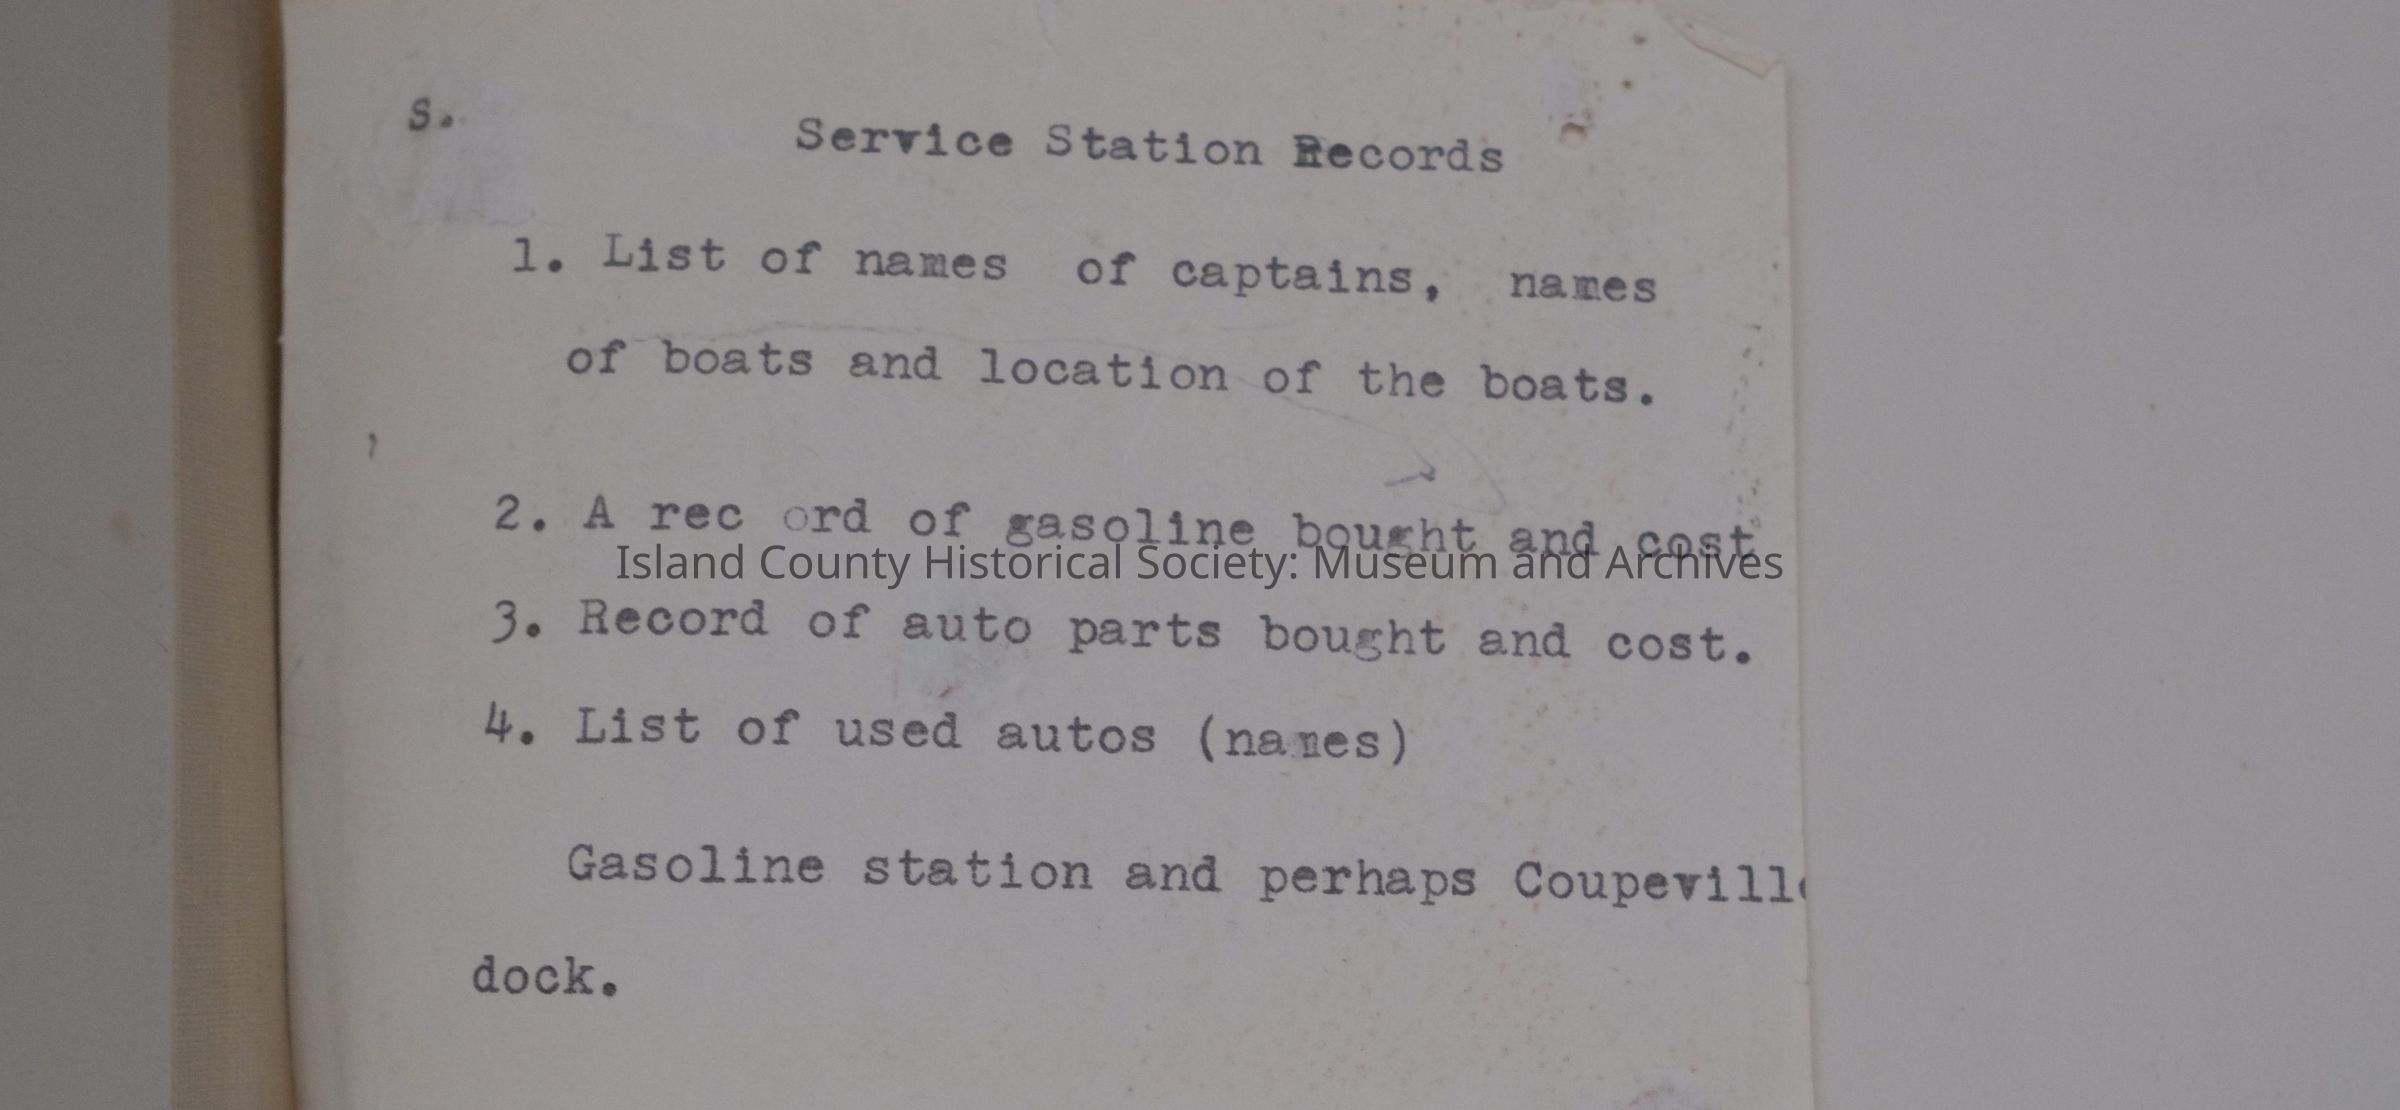 s.
Service Station Records
1. List of names of captains, names
of boats and location of the boats.
2. A rec ord of gasoline bought and cost
Island County Historical Society: Museum and Archives
3. Record of auto parts bought and cost.
4. List of used autos (names)
Gasoline station and perhaps Coupeville
dock.